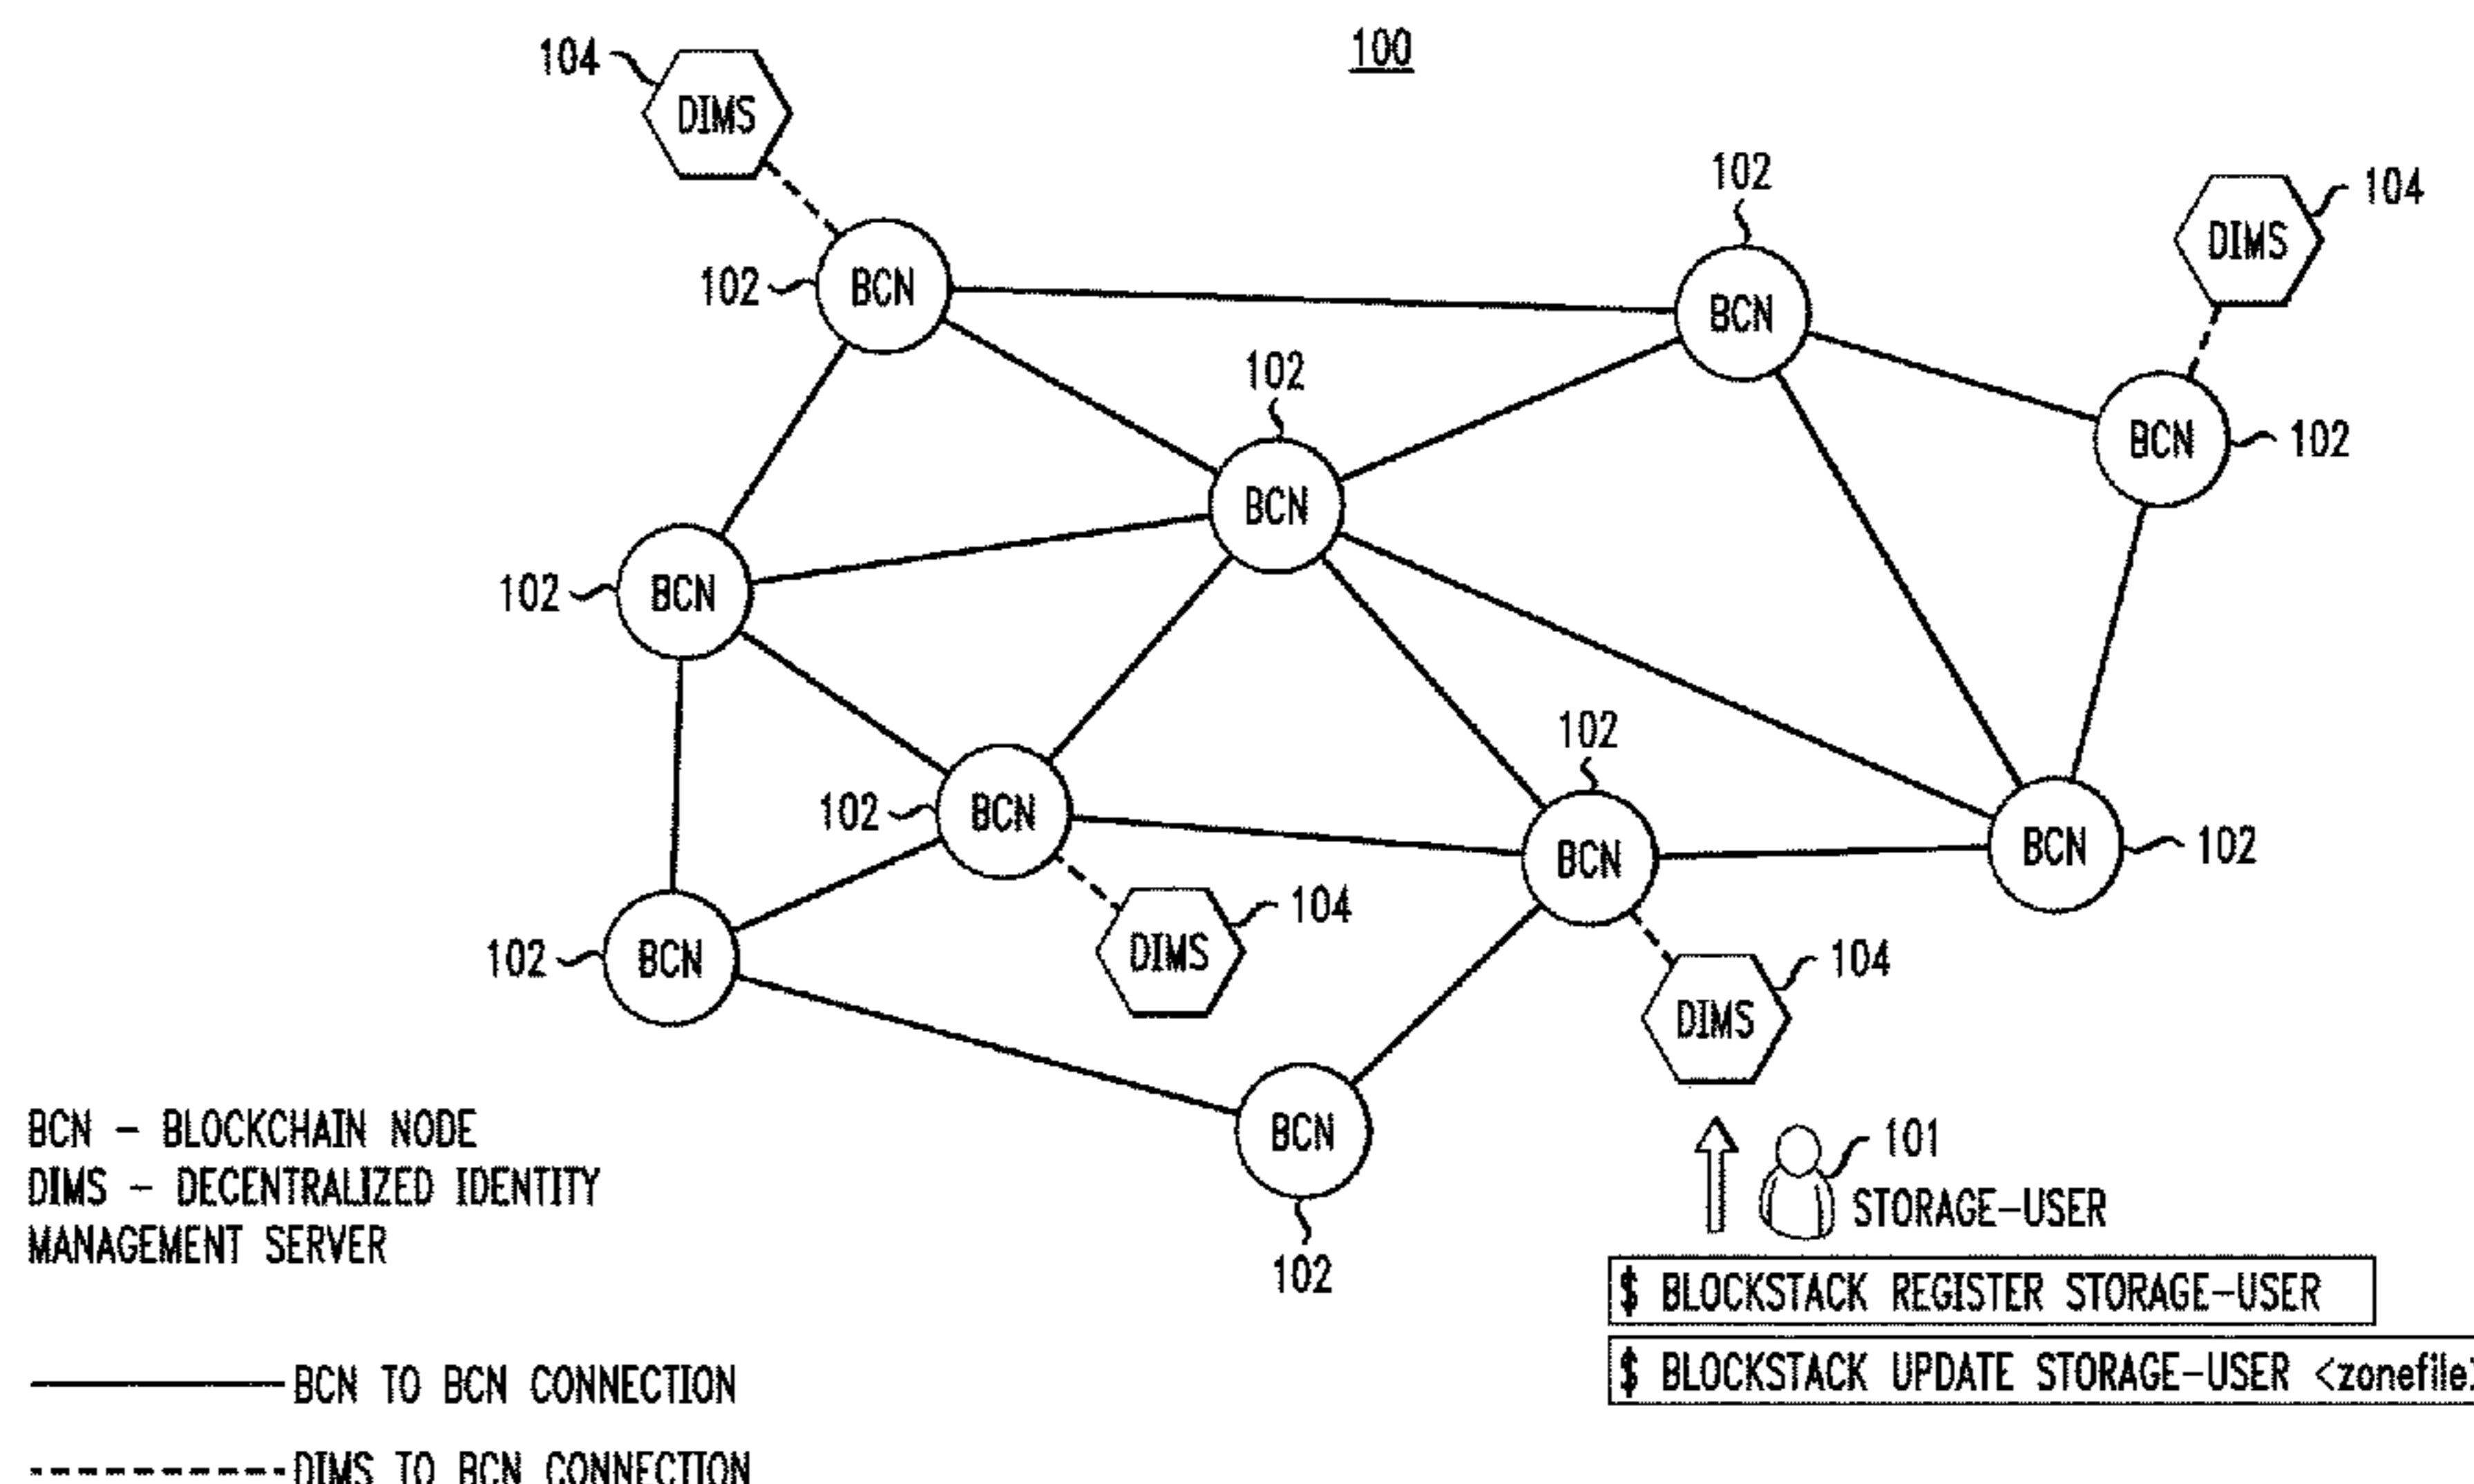 100
104
DIMS
102
104
DIMS
102
BCN
BCN
102
BCN
102
BCN
102
BCN
102
102
BCN
102
BCN
BCN
102
104
DIMS
104
DIMS
102
BCN
BCN
102
BCN – BLOCKCHAIN NODE
DIMS – DECENTRALIZED IDENTITY
MANAGEMENT SERVER
101
STORAGE–USER
$ BLOCKSTACK REGISTER STORAGE–USER
$ BLOCKSTACK UPDATE STORAGE–USER <zonefile
BCN TO BCN CONNECTION
DIMS TO BCN CONNECTION